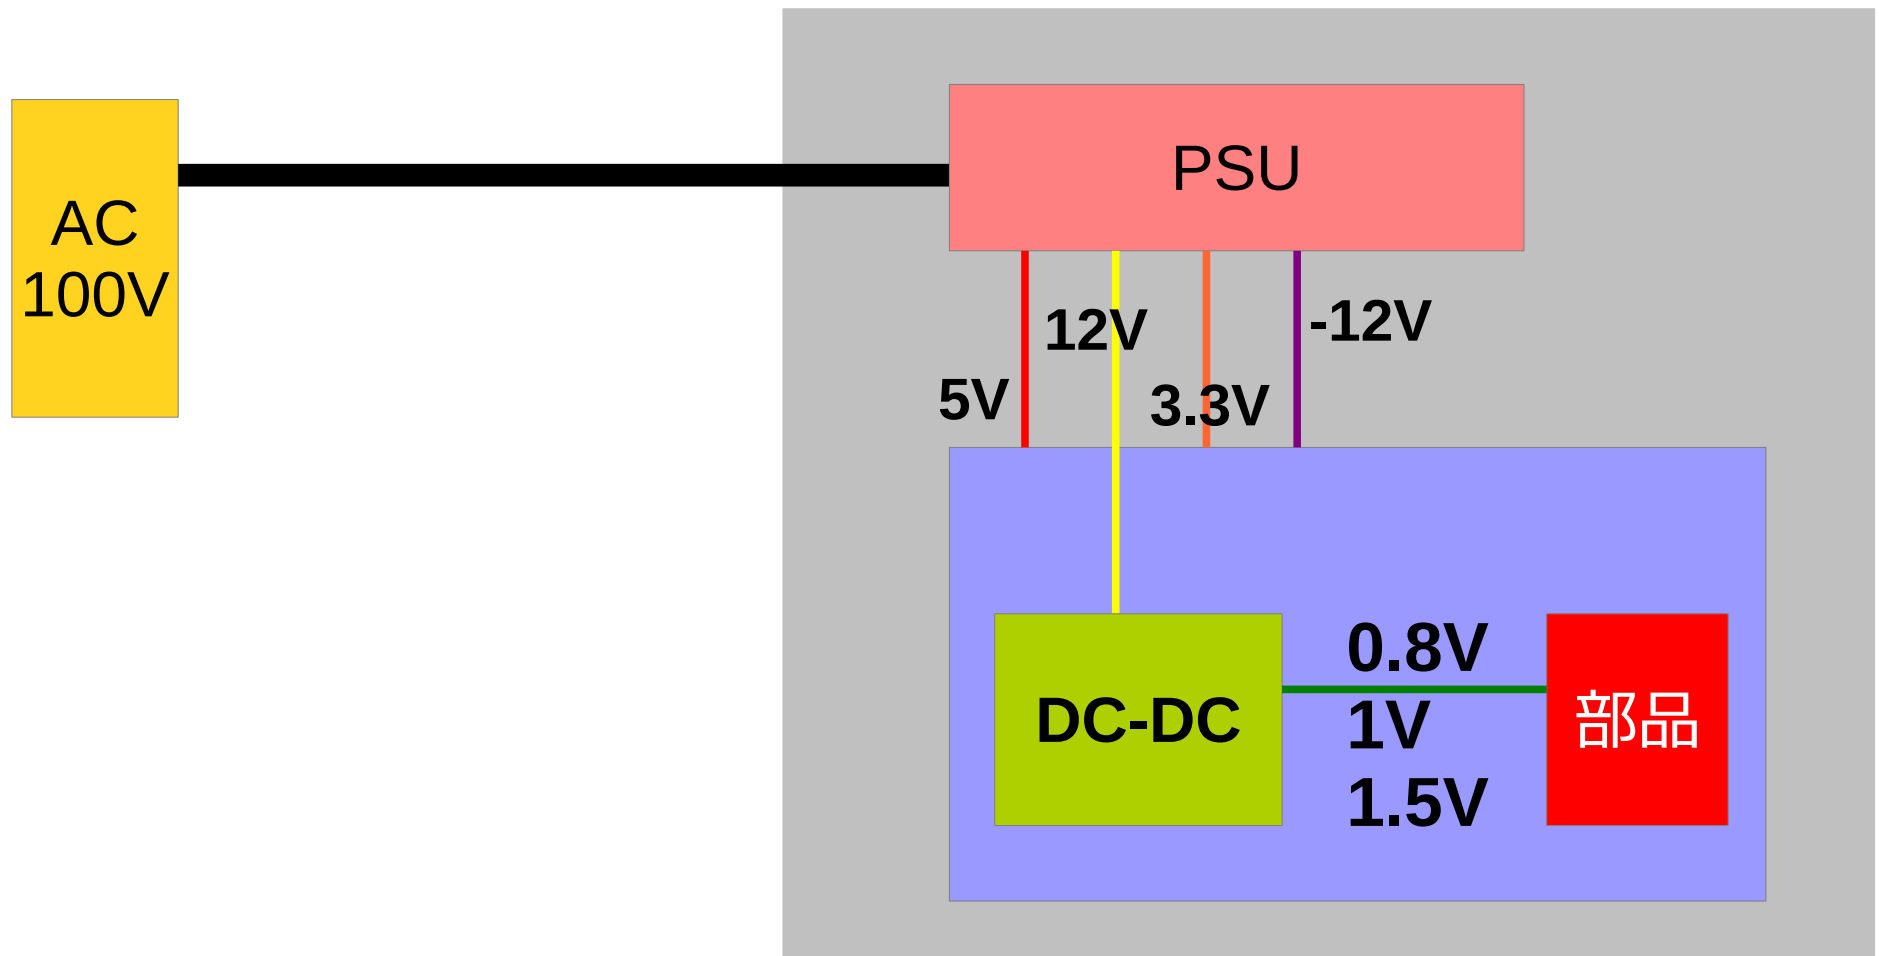 AC
100V
PSU
5V
12V
3.3V
-12V
DC-DC
0.8V
1V
1.5V
部品